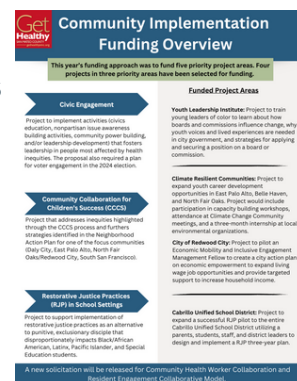 Get
Healthy
Community Implementation
Funding Overview
This year's funding approach was to fund five priority project areas. Four
projects in three priority areas have been selected for funding.
Civic Engagement
Project to implement activities (civics
education, nonpartisan issue awareness
building activities, community power building,
and/or leadership development) that fosters
leadership in people most affected by health
inequities. The proposal also required a plan
for voter engagement in the 2024 election.
Community Collaboration for
Children's Success (CCCS)
Project that addresses inequities highlighted
through the CCCS process and furthers
strategies identified in the Neighborhood
Action Plan for one of the focus communities
(Daly City, East Palo Alto, North Fair
Oaks/Redwood City, South San Francisco).
Restorative Justice Practices
(RJP) in School Settings
Project to support implementation of
restorative justice practices as an alternative
to punitive, exclusionary discipline that
disproportionately impacts Black/African
American, Latinx, Pacific Islander, and Special
Education students.
Funded Project Areas
Youth Leadership Institute: Project to train
young leaders of color to learn about how
boards and commissions influence change, why
youth voices and lived experiences are needed
in city government, and strategies for applying
and securing a position on a board or
commission.
Climate Resilient Communities: Project to
expand youth career development
opportunities in East Palo Alto, Belle Haven,
and North Fair Oaks. Project would include
participation in capacity building workshops,
attendance at Climate Change Community
meetings, and a three-month internship at local
environmental organizations.
City of Redwood City: Project to pilot an
Economic Mobility and Inclusive Engagement
Management Fellow to create a city action plan
on economic empowerment to expand living
wage job opportunities and provide targeted
support to increase household income.
Cabrillo Unified School District: Project to
expand a successful RJP pilot to the entire
Cabrillo Unified School District utilizing a
parents, students, staff, and district leaders to
design and implement a RJP three-year plan.
A new solicitation will be released for Community Health Worker Collaboration and
Resident Engagement Collaborative Model